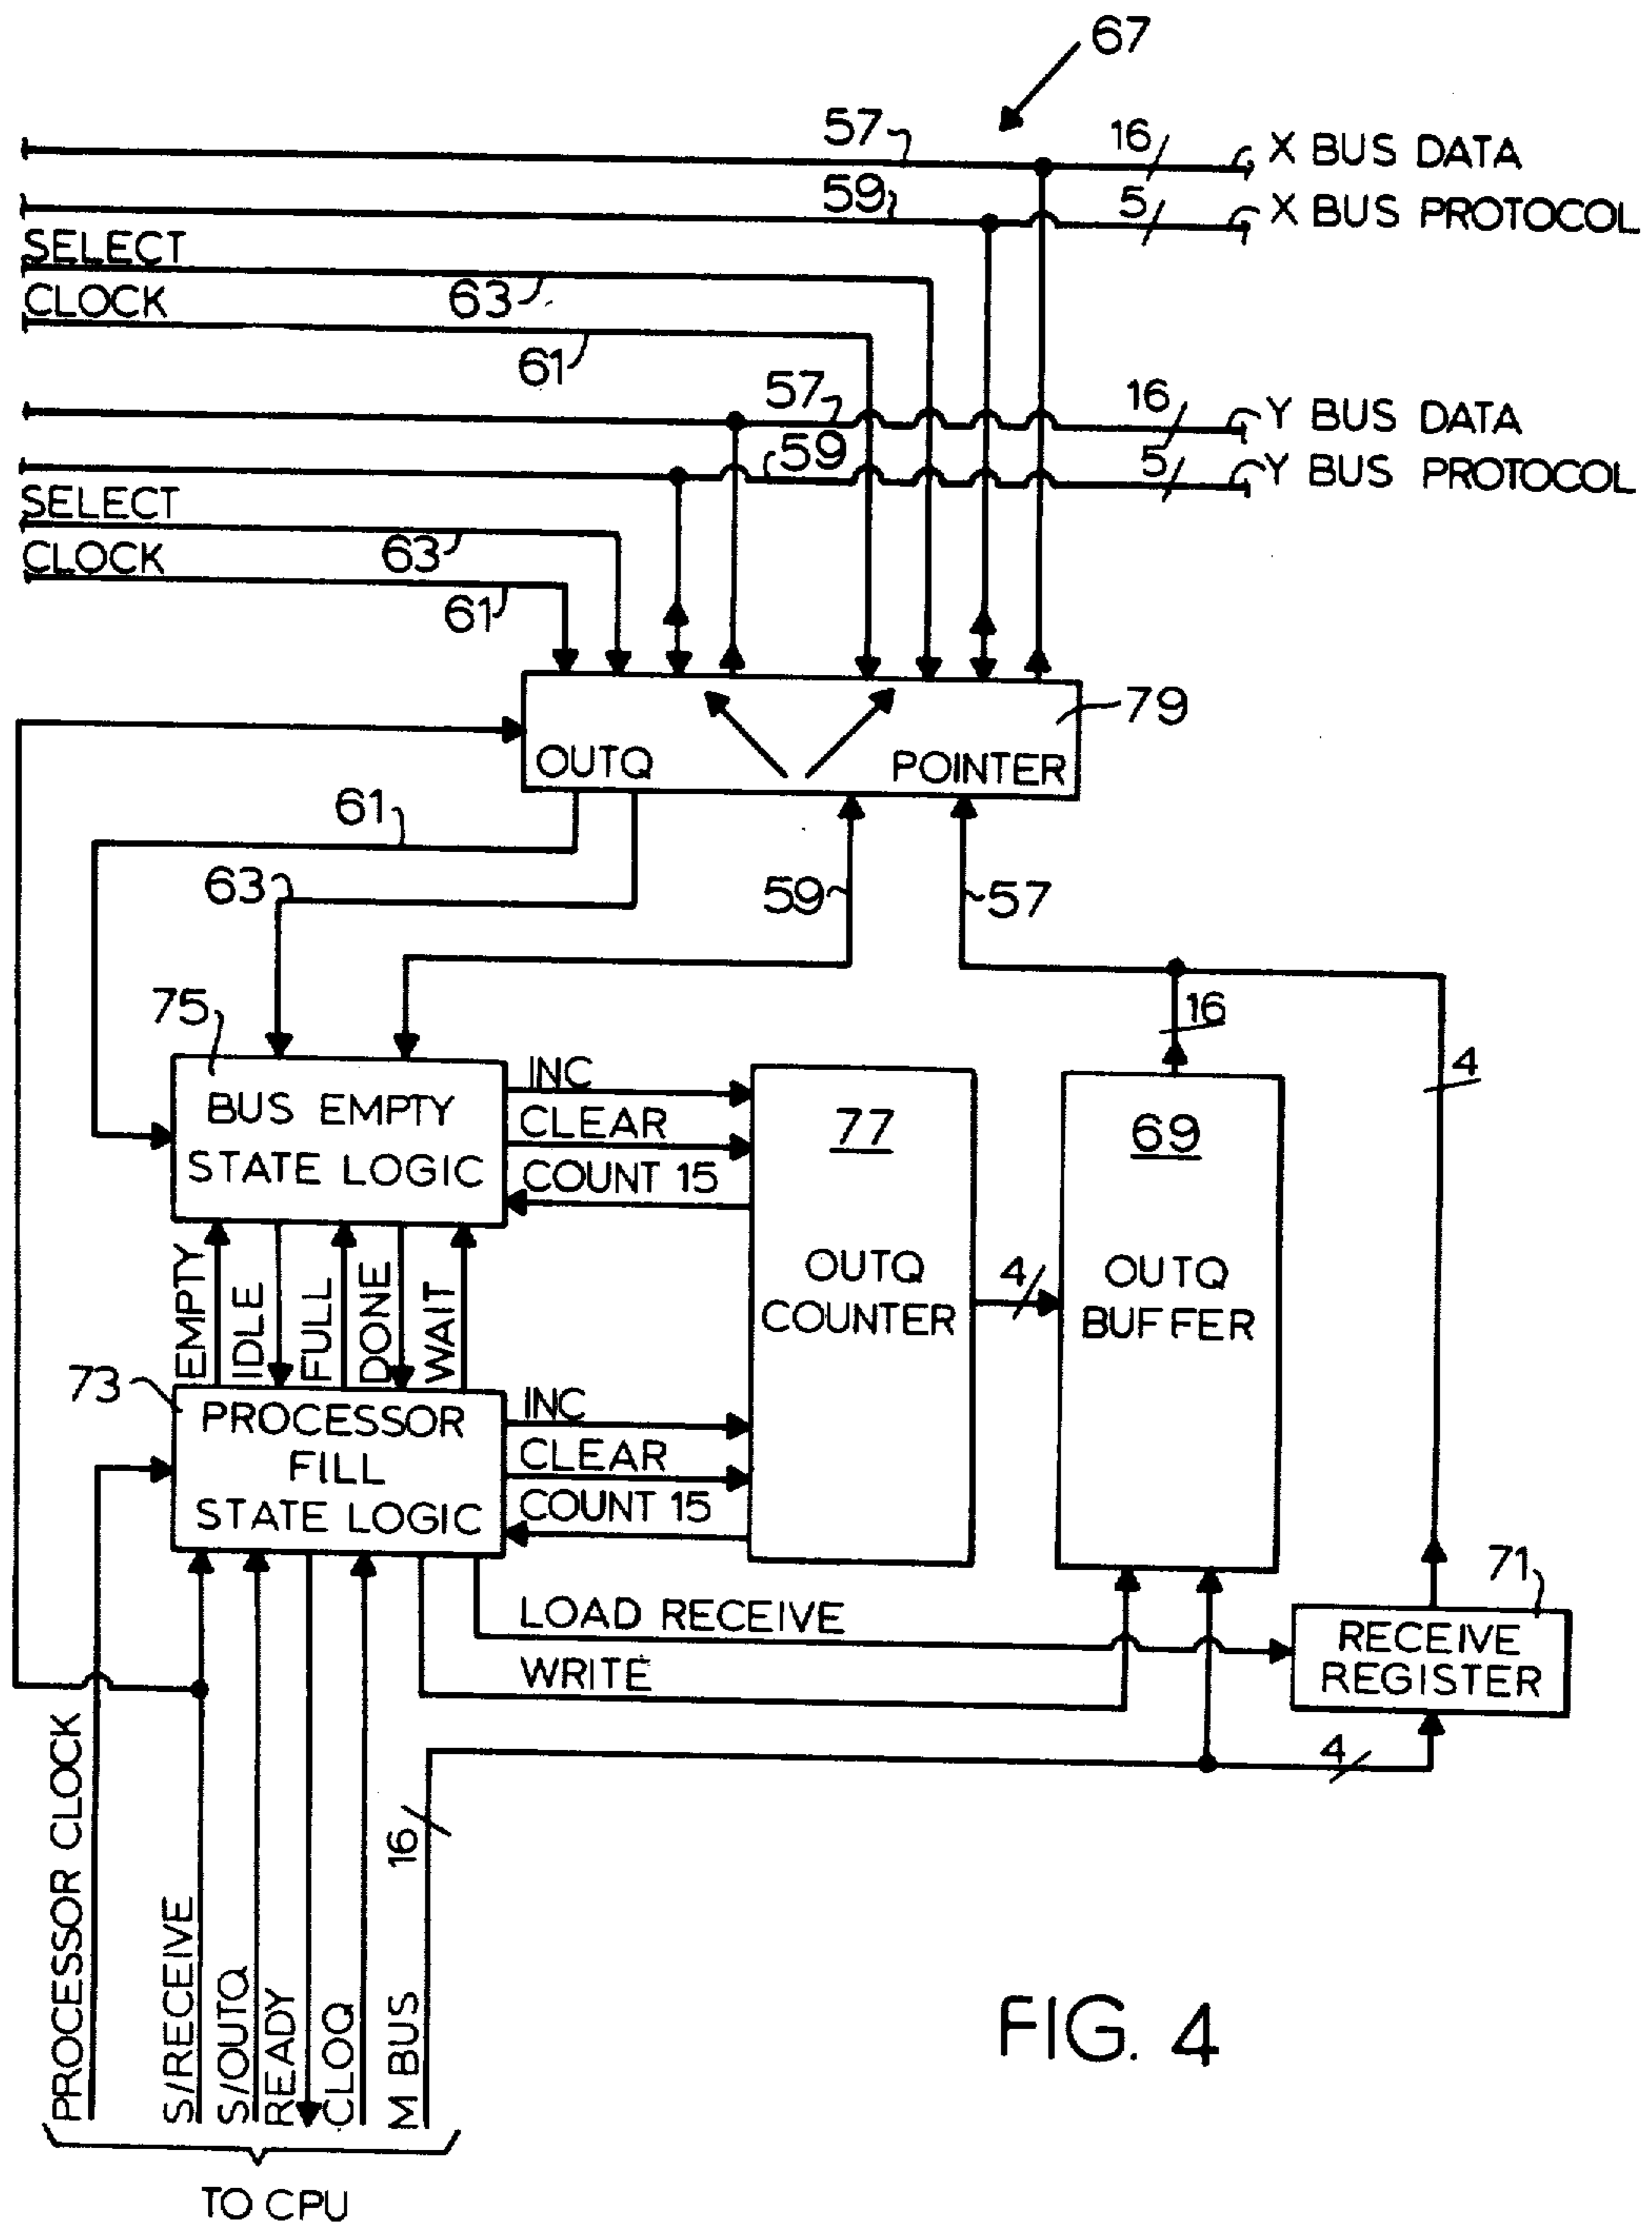 67
57
16
X BUS DATA
59
5
X BUS PROTOCOL
SELECT
63
CLOCK
61
57
16
Y BUS DATA
59
5
Y BUS PROTOCOL
SELECT
63
CLOCK
61
79
OUTQ
POINTER
61
63
59
57
75
16
4
BUS EMPTY
STATE LOGIC
INC
CLEAR
COUNT 15
77
69
OUTQ
COUNTER
4
OUTQ
BUFFER
EMPTY
IDLE
FULL
DONE
WAIT
73
PROCESSOR
FILL
STATE LOGIC
INC
CLEAR
COUNT 15
71
LOAD RECEIVE
WRITE
RECEIVE
REGISTER
4
16
PROCESSOR CLOCK
S/RECEIVE
S/OUTQ
READY
CLOQ
M BUS
TO CPU
FIG. 4